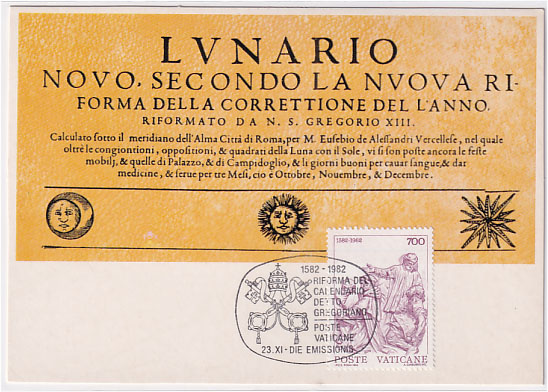 LVNARIO
NOVO, SECONDO LA NVOVA RI-
FORMA DELLA CORRETTIONE DEL L'ANNO,
RIFORMATO DA N. S. GREGORIO XIII.
Calculato sotto il meridiano dell'Alma Città di Roma, per M. Eusebio de Alessandri Vercellese, nel quale
oltre le congiontioni, oppositioni, & quadrati della Luna con il Sole, vi si son poste ancora le feste
mobilj, & quelle di Palazzo, & di Campidoglio, & li giorni buoni per cauar sangue, & dar
medicine, & serue per tre Mesi, cio è Ottobre, Nouembre, & Decembre.
1582 - 1982
RIFORMA DEL
CALENDARIO
DETTO
GREGORIANO
POSTE
VATICANE
23.XI - DIE EMISSIONIS
1582-1982
700
POSTE VATICANE